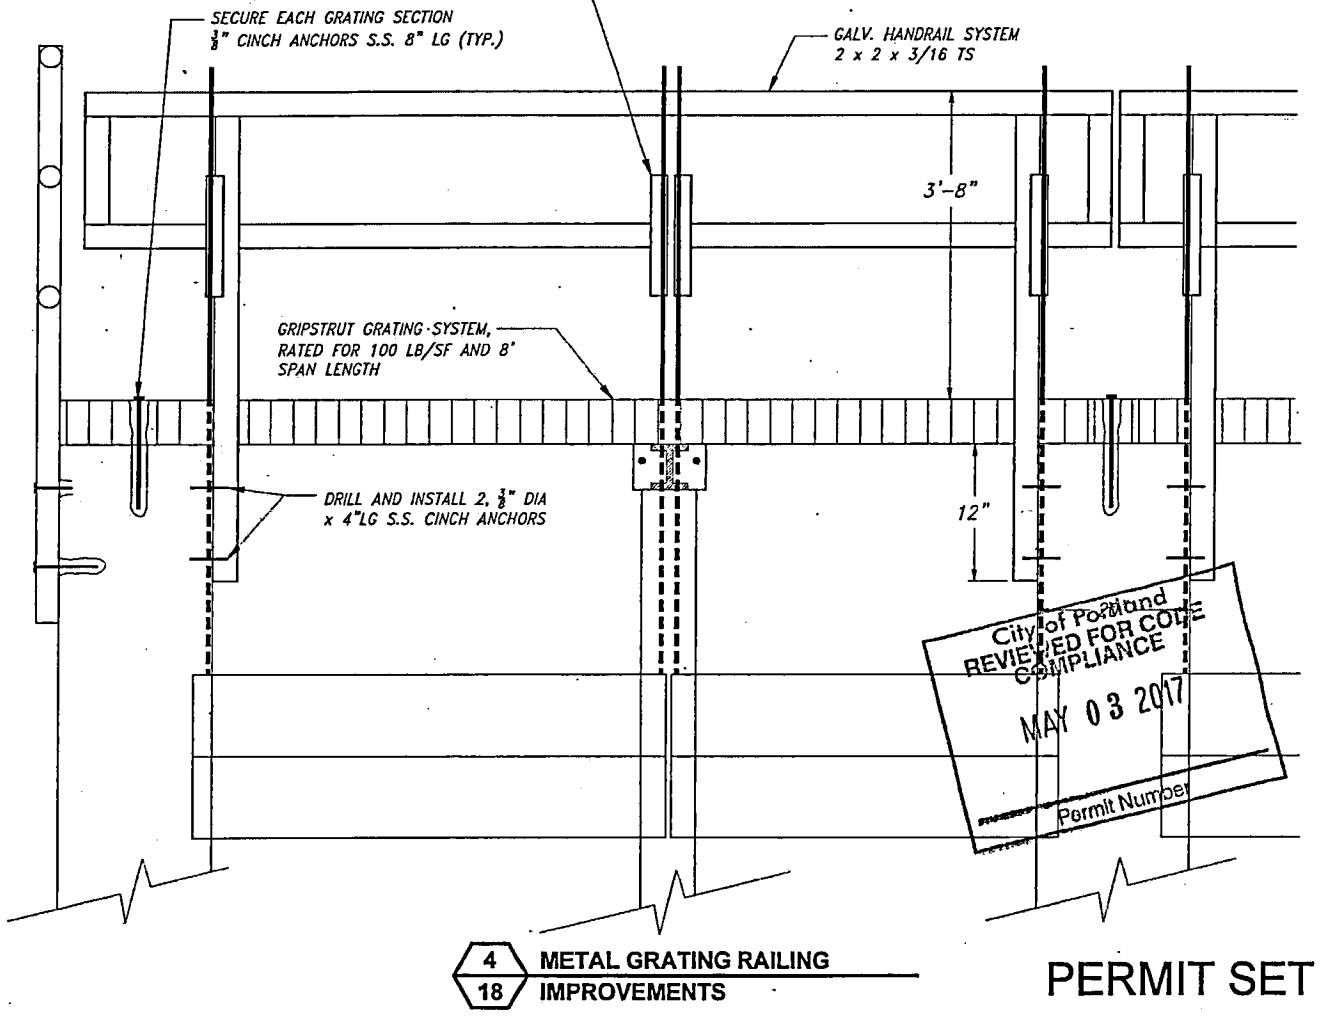 SECURE EACH GRATING SECTION
3/8" CINCH ANCHORS S.S. 8" LG (TYP.)
GALV. HANDRAIL SYSTEM
2 x 2 x 3/16 TS
3'-8"
GRIPSTRUT GRATING SYSTEM,
RATED FOR 100 LB/SF AND 8'
SPAN LENGTH
DRILL AND INSTALL 2, 3/8" DIA
x 4"LG S.S. CINCH ANCHORS
12"
City of Portland
REVIEWED FOR CODE
COMPLIANCE
MAY 03 2017
Permit Number
4 METAL GRATING RAILING
18 IMPROVEMENTS
PERMIT SET